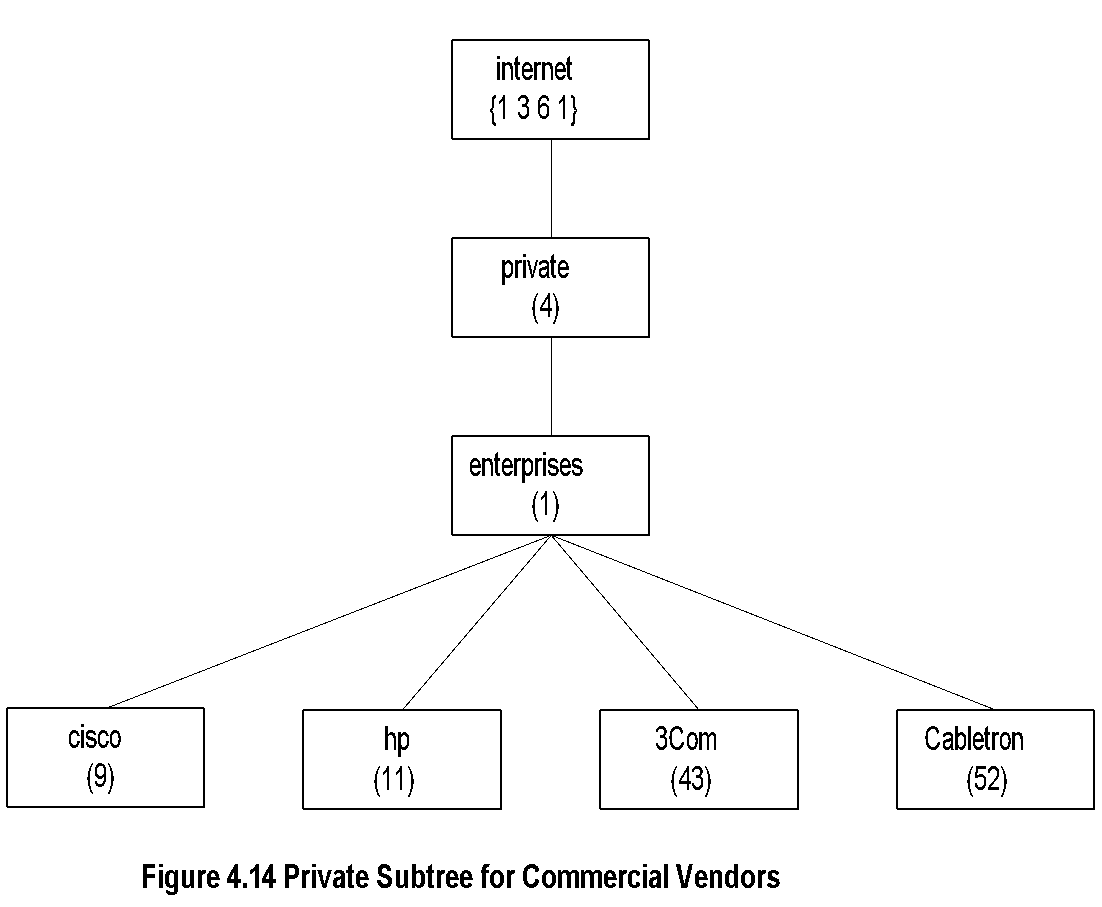 internet
{1 3 6 1}
private
(4)
enterprises
(1)
cisco
(9)
hp
(11)
3Com
(43)
Cabletron
(52)
Figure 4.14 Private Subtree for Commercial Vendors